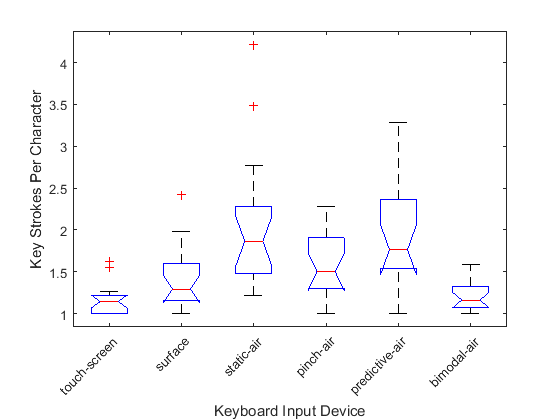 Key Strokes Per Character
4
3.5
3
2.5
2
1.5
1
touch-screen
surface
static-air
pinch-air
predictive-air
bimodal-air
Keyboard Input Device